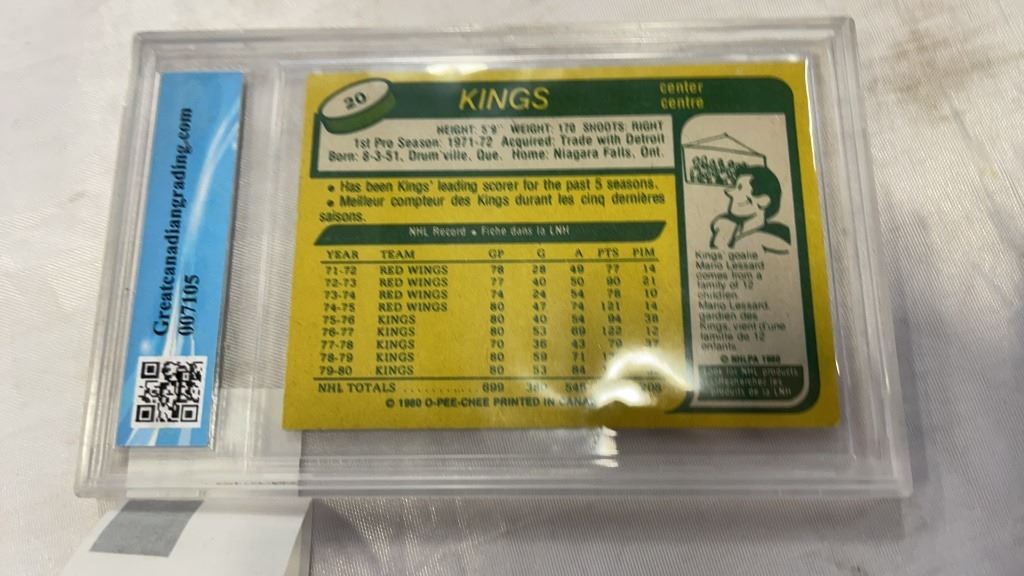 Greatcanadiangrading.com
007105
20
KINGS
center
centre
HEIGHT: 5'9" WEIGHT: 170 SHOOTS: RIGHT
1st Pro Season: 1971-72 Acquired: Trade with Detroit
Born: 8-3-51, Drum'ville, Que. Home: Niagara Falls, Ont.
• Has been Kings' leading scorer for the past 5 seasons.
• Meilleur compteur des Kings durant les cinq dernières
saisons.
NHL Record • Fiche dans la LNH
YEAR TEAM GP G A PTS PIM
71-72 RED WINGS 78 28 49 77 14
72-73 RED WINGS 77 40 50 90 21
73-74 RED WINGS 74 24 54 78 10
74-75 RED WINGS 80 47 74 121 14
75-76 KINGS 80 40 54 94 38
76-77 KINGS 80 53 69 122 12
77-78 KINGS 70 36 43 79 37
78-79 KINGS 80 59 71
79-80 KINGS 80 53 84
NHL TOTALS .......... 699
© 1980 O-PEE-CHEE PRINTED IN
Kings' goalie
Mario Lessard
comes from a
family of 12
children.
Mario Lessard,
gardien des
Kings, vient d'une
famille de 12
enfants.
© NHLPA 1980
for NHL products
produits de la LNH